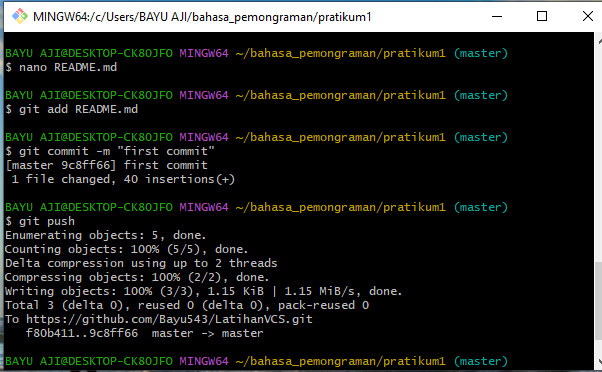 MINGW64:/c/Users/BAYU AJI/bahasa_pemongraman/pratikum1
BAYU AJI@DESKTOP-CK8OJFO MINGW64 ~/bahasa_pemongraman/pratikum1 (master)
$ nano README.md
BAYU AJI@DESKTOP-CK8OJFO MINGW64 ~/bahasa_pemongraman/pratikum1 (master)
$ git add README.md
BAYU AJI@DESKTOP-CK8OJFO MINGW64 ~/bahasa_pemongraman/pratikum1 (master)
$ git commit -m "first commit"
[master 9c8ff66] first commit
 1 file changed, 40 insertions(+)
BAYU AJI@DESKTOP-CK8OJFO MINGW64 ~/bahasa_pemongraman/pratikum1 (master)
$ git push
Enumerating objects: 5, done.
Counting objects: 100% (5/5), done.
Delta compression using up to 2 threads
Compressing objects: 100% (2/2), done.
Writing objects: 100% (3/3), 1.15 KiB | 1.15 MiB/s, done.
Total 3 (delta 0), reused 0 (delta 0), pack-reused 0
To https://github.com/Bayu543/LatihanVCS.git
   f80b411..9c8ff66  master -> master
BAYU AJI@DESKTOP-CK8OJFO MINGW64 ~/bahasa_pemongraman/pratikum1 (master)